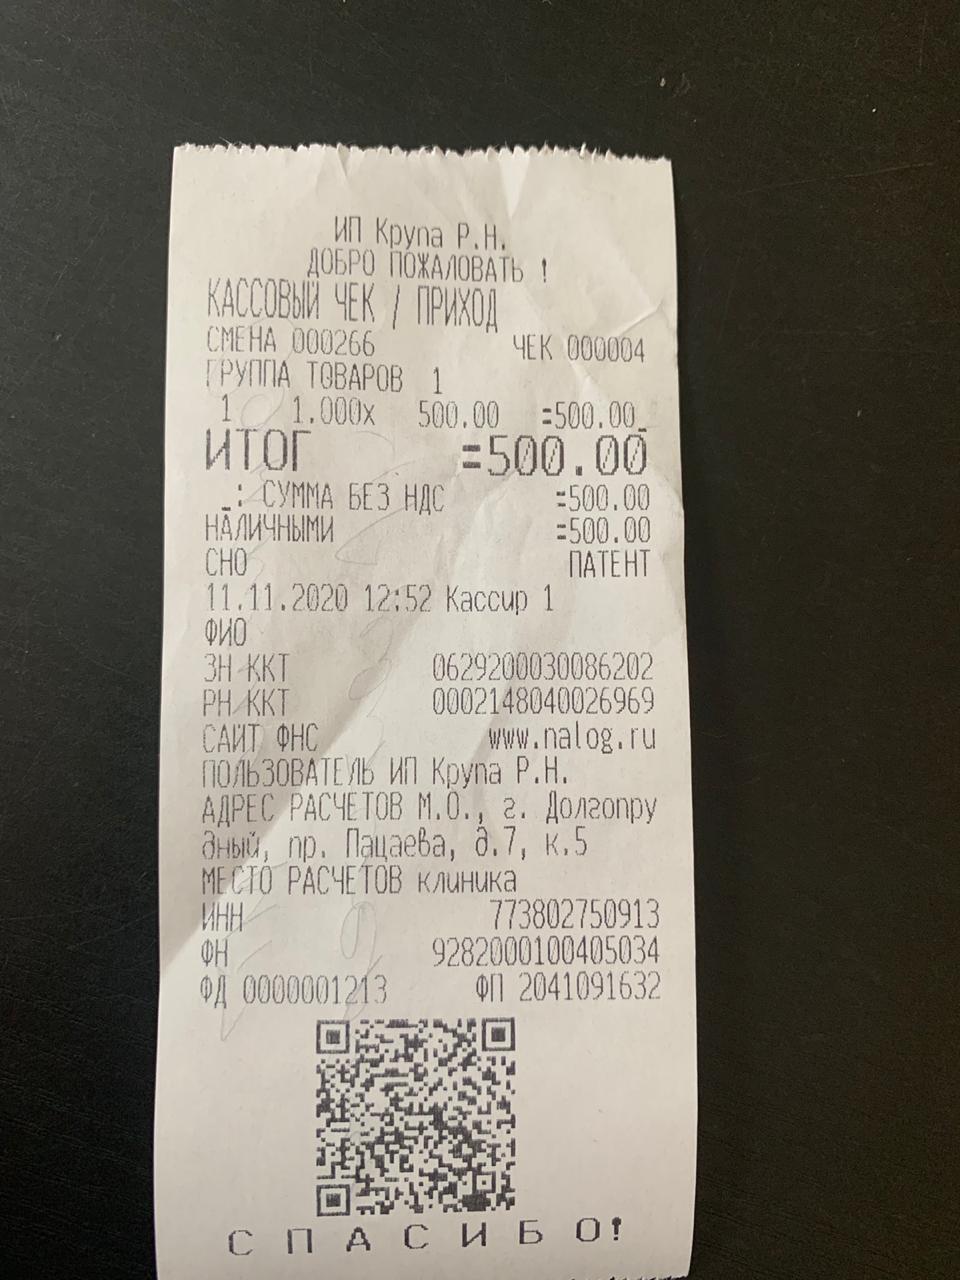 ИП Крупа Р.Н.
ДОБРО ПОЖАЛОВАТЬ !
КАССОВЫЙ ЧЕК / ПРИХОД
СМЕНА 000266 ЧЕК 000004
ГРУППА ТОВАРОВ 1
1 1.000х 500.00 =500.00_
ИТОГ =500.00
_: СУММА БЕЗ НДС =500.00
НАЛИЧНЫМИ =500.00
СНО ПАТЕНТ
11.11.2020 12:52 Кассир 1
ФИО
ЗН ККТ 0629200030086202
РН ККТ 0002148040026969
САЙТ ФНС www.nalog.ru
ПОЛЬЗОВАТЕЛЬ ИП Крупа Р.Н.
АДРЕС РАСЧЕТОВ М.О., г. Долгопру
дный, пр. Пацаева, д.7, к.5
МЕСТО РАСЧЕТОВ клиника
ИНН 773802750913
ФН 9282000100405034
ФД 0000001213 ФП 2041091632
СПАСИБО!